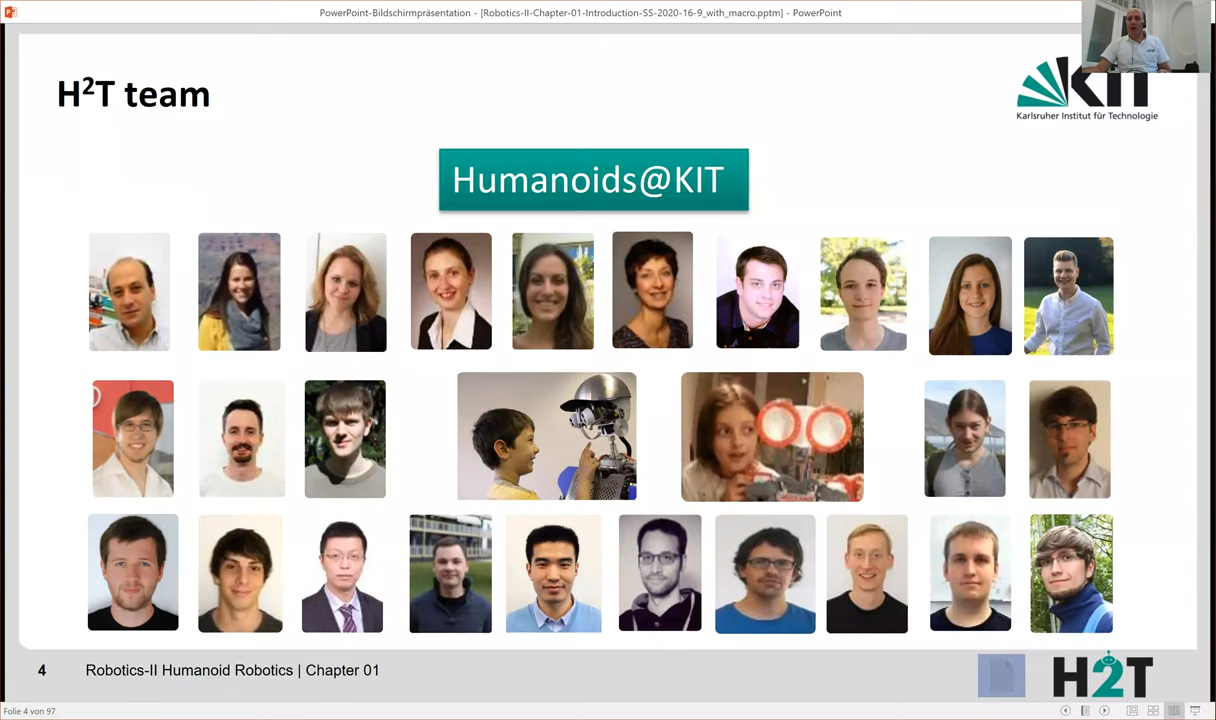 PowerPoint-Bildschirmpräsentation - [Robotics-II-Chapter-01-Introduction-SS-2020-16-9_with_macro.pptm] - PowerPoint
H²T team
KIT
Karlsruher Institut für Technologie
Humanoids@KIT
4
Robotics-II Humanoid Robotics | Chapter 01
H2T
Folie 4 von 97